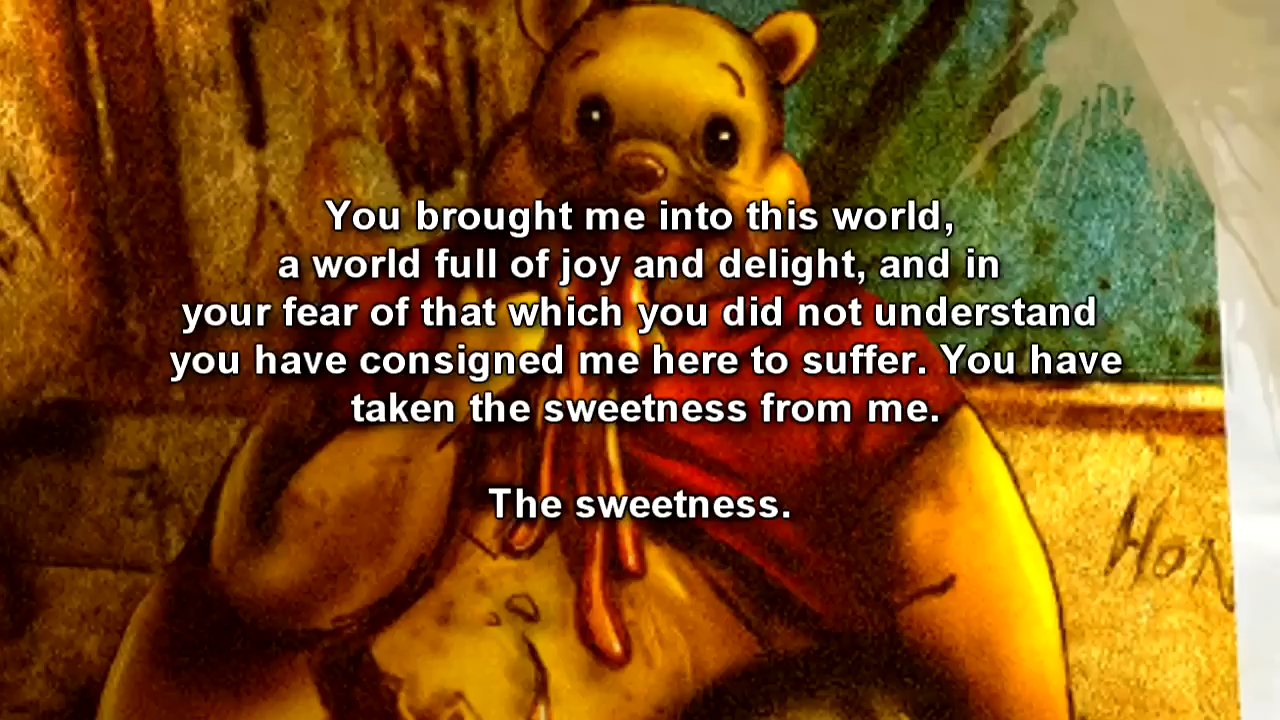 You brought me into this world,
a world full of joy and delight, and in
your fear of that which you did not understand
you have consigned me here to suffer. You have
taken the sweetness from me.
The sweetness.